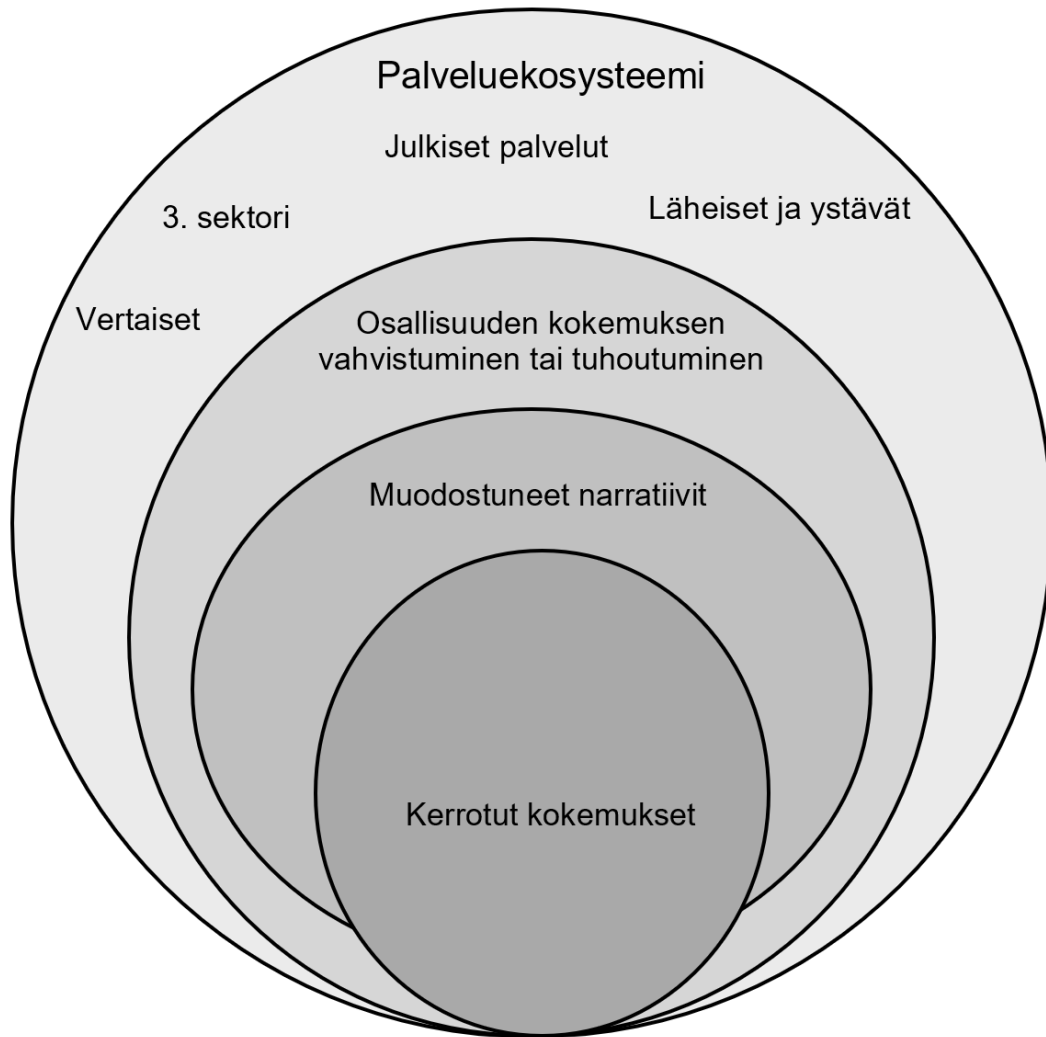 Palveluekosysteemi
Julkiset palvelut
Läheiset ja ystävät
3. sektori
Vertaiset
Osallisuuden kokemuksen
vahvistuminen tai tuhoutuminen
Muodostuneet narratiivit
Kerrotut kokemukset